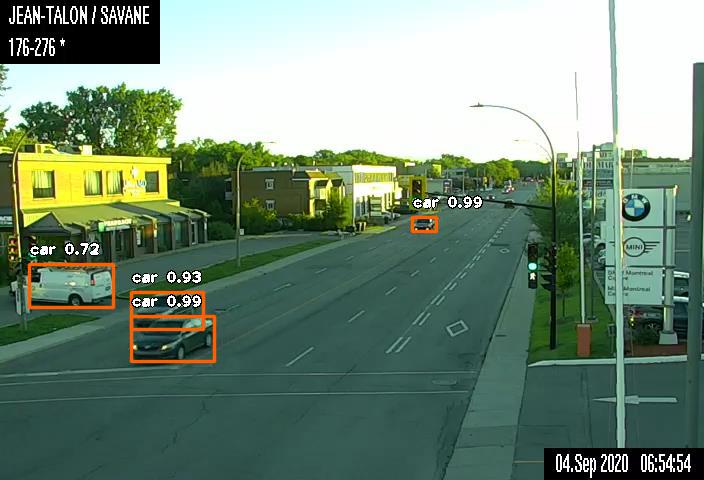 JEAN-TALON / SAVANE
176-276 *
car 0.99
car 0.72
car 0.93
car 0.99
BMW
MINI
04.Sep 2020 06:54:54